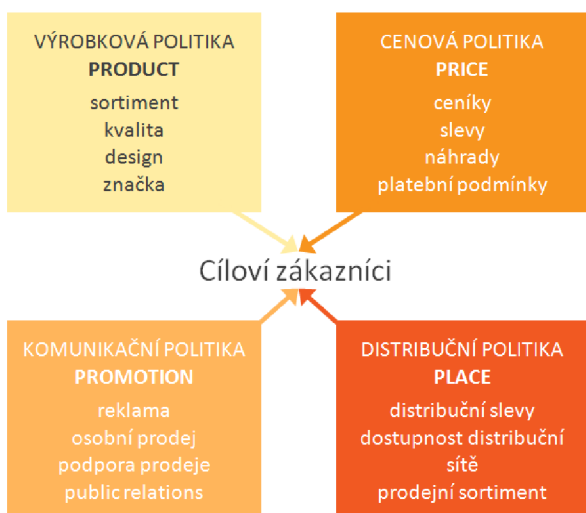 VÝROBKOVÁ POLITIKA
PRODUCT
sortiment
kvalita
design
značka
CENOVÁ POLITIKA
PRICE
ceníky
slevy
náhrady
platební podmínky
Cíloví zákazníci
KOMUNIKAČNÍ POLITIKA
PROMOTION
reklama
osobní prodej
podpora prodeje
public relations
DISTRIBUČNÍ POLITIKA
PLACE
distribuční slevy
dostupnost distribuční
sítě
prodejní sortiment